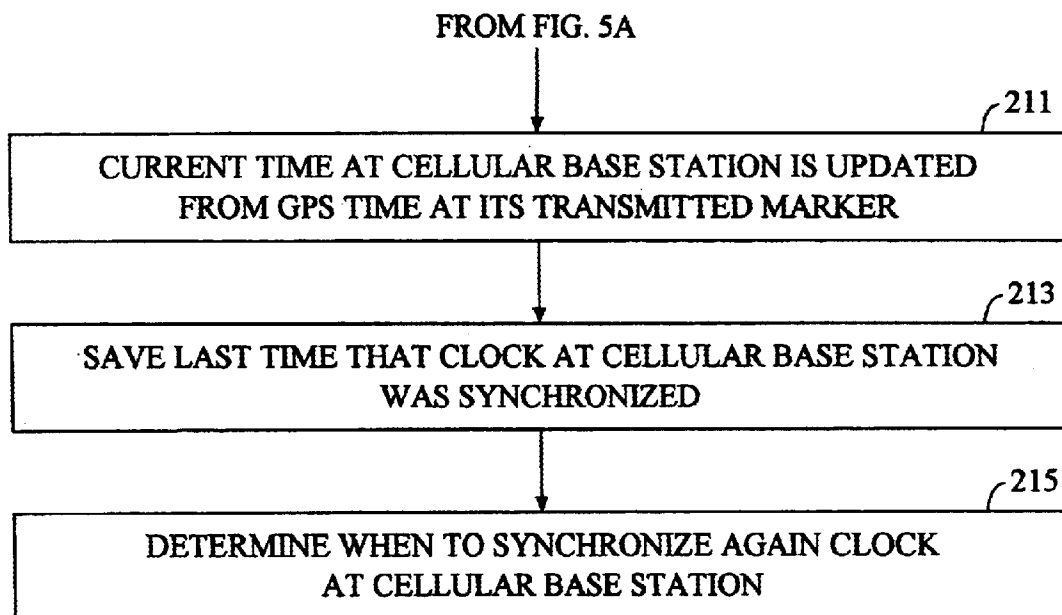 FROM FIG. 5A
211
CURRENT TIME AT CELLULAR BASE STATION IS UPDATED
FROM GPS TIME AT ITS TRANSMITTED MARKER
213
SAVE LAST TIME THAT CLOCK AT CELLULAR BASE STATION
WAS SYNCHRONIZED
215
DETERMINE WHEN TO SYNCHRONIZE AGAIN CLOCK
AT CELLULAR BASE STATION